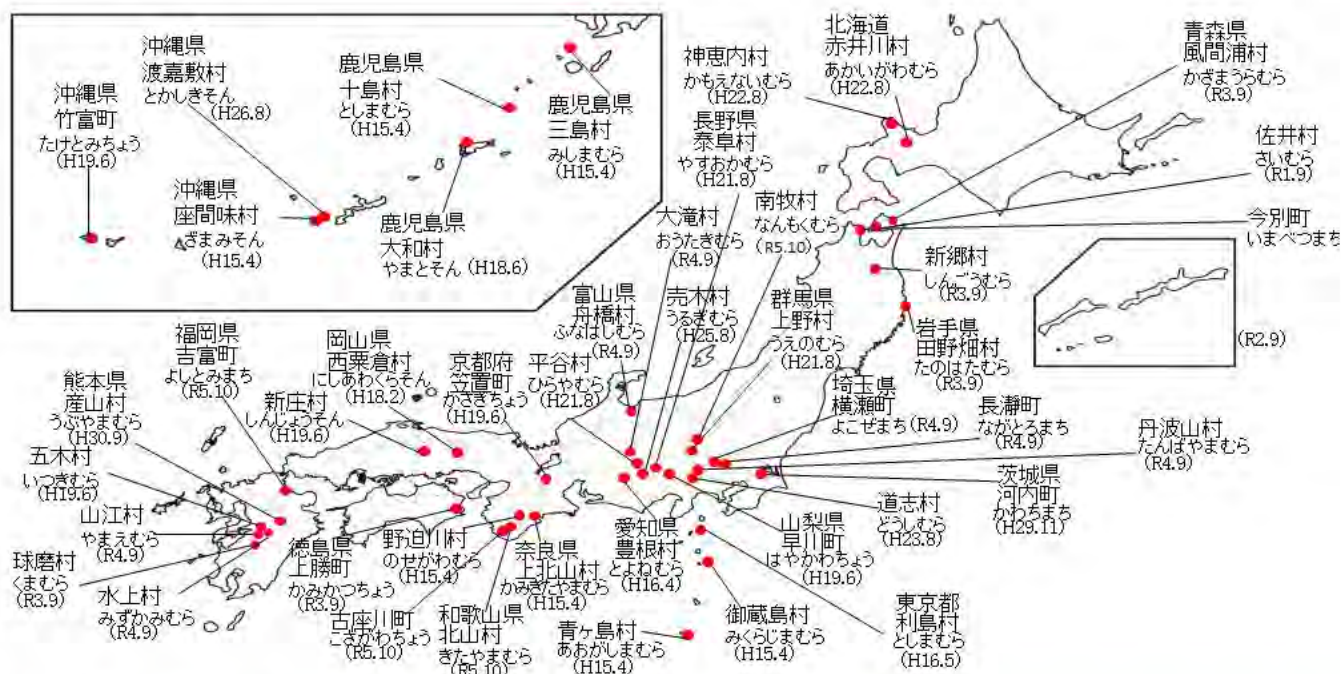 沖縄県
渡嘉敷村
とかしきそん
(H26.8)
沖縄県
竹富町
たけとみちょう
(H19.6)
沖縄県
座間味村
ざまみそん
(H15.4)
鹿児島県
十島村
としまむら
(H15.4)
鹿児島県
三島村
みしまむら
(H15.4)
鹿児島県
大和村
やまとそん (H18.6)
神恵内村
かもえないむら
(H22.8)
北海道
赤井川村
あかいがわむら
(H22.8)
青森県
風間浦村
かざまうらむら
(R3.9)
佐井村
さいむら
(R1.9)
今別町
いまべつまち
(R2.9)
新郷村
しんごうむら
(R3.9)
岩手県
田野畑村
たのはたむら
(R3.9)
長野県
泰阜村
やすおかむら
(H21.8)
南牧村
なんもくむら
(R5.10)
大滝村
おうたきむら
(R4.9)
売木村
うるぎむら
(H25.8)
群馬県
上野村
うえのむら
(H21.8)
富山県
舟橋村
ふなはしむら
(R4.9)
平谷村
ひらやむら
(H21.8)
埼玉県
横瀬町
よこぜまち (R4.9)
長瀞町
ながとろまち
(R4.9)
丹波山村
たんばやまむら
(R4.9)
茨城県
河内町
かわちまち
(H29.11)
道志村
どうしむら
(H23.8)
山梨県
早川町
はやかわちょう
(H19.6)
愛知県
豊根村
とよねむら
(H16.4)
東京都
利島村
としまむら
(H16.5)
御蔵島村
みくらじまむら
(H15.4)
青ヶ島村
あおがしまむら
(H15.4)
京都府
笠置町
かさぎちょう
(H19.6)
岡山県
西粟倉村
にしあわくらそん
(H18.2)
新庄村
しんじょうそん
(H19.6)
福岡県
吉富町
よしとみまち
(R5.10)
熊本県
産山村
うぶやまむら
(H30.9)
五木村
いつきむら
(H19.6)
山江村
やまえむら
(R4.9)
球磨村
くまむら
(R3.9)
水上村
みずかみむら
(R4.9)
徳島県
上勝町
かみかつちょう
(R3.9)
野迫川村
のせがわむら
(H15.4)
奈良県
上北山村
かみきたやまむら
(H15.4)
古座川町
こざがわちょう
(R5.10)
和歌山県
北山村
きたやまむら
(R5.10)